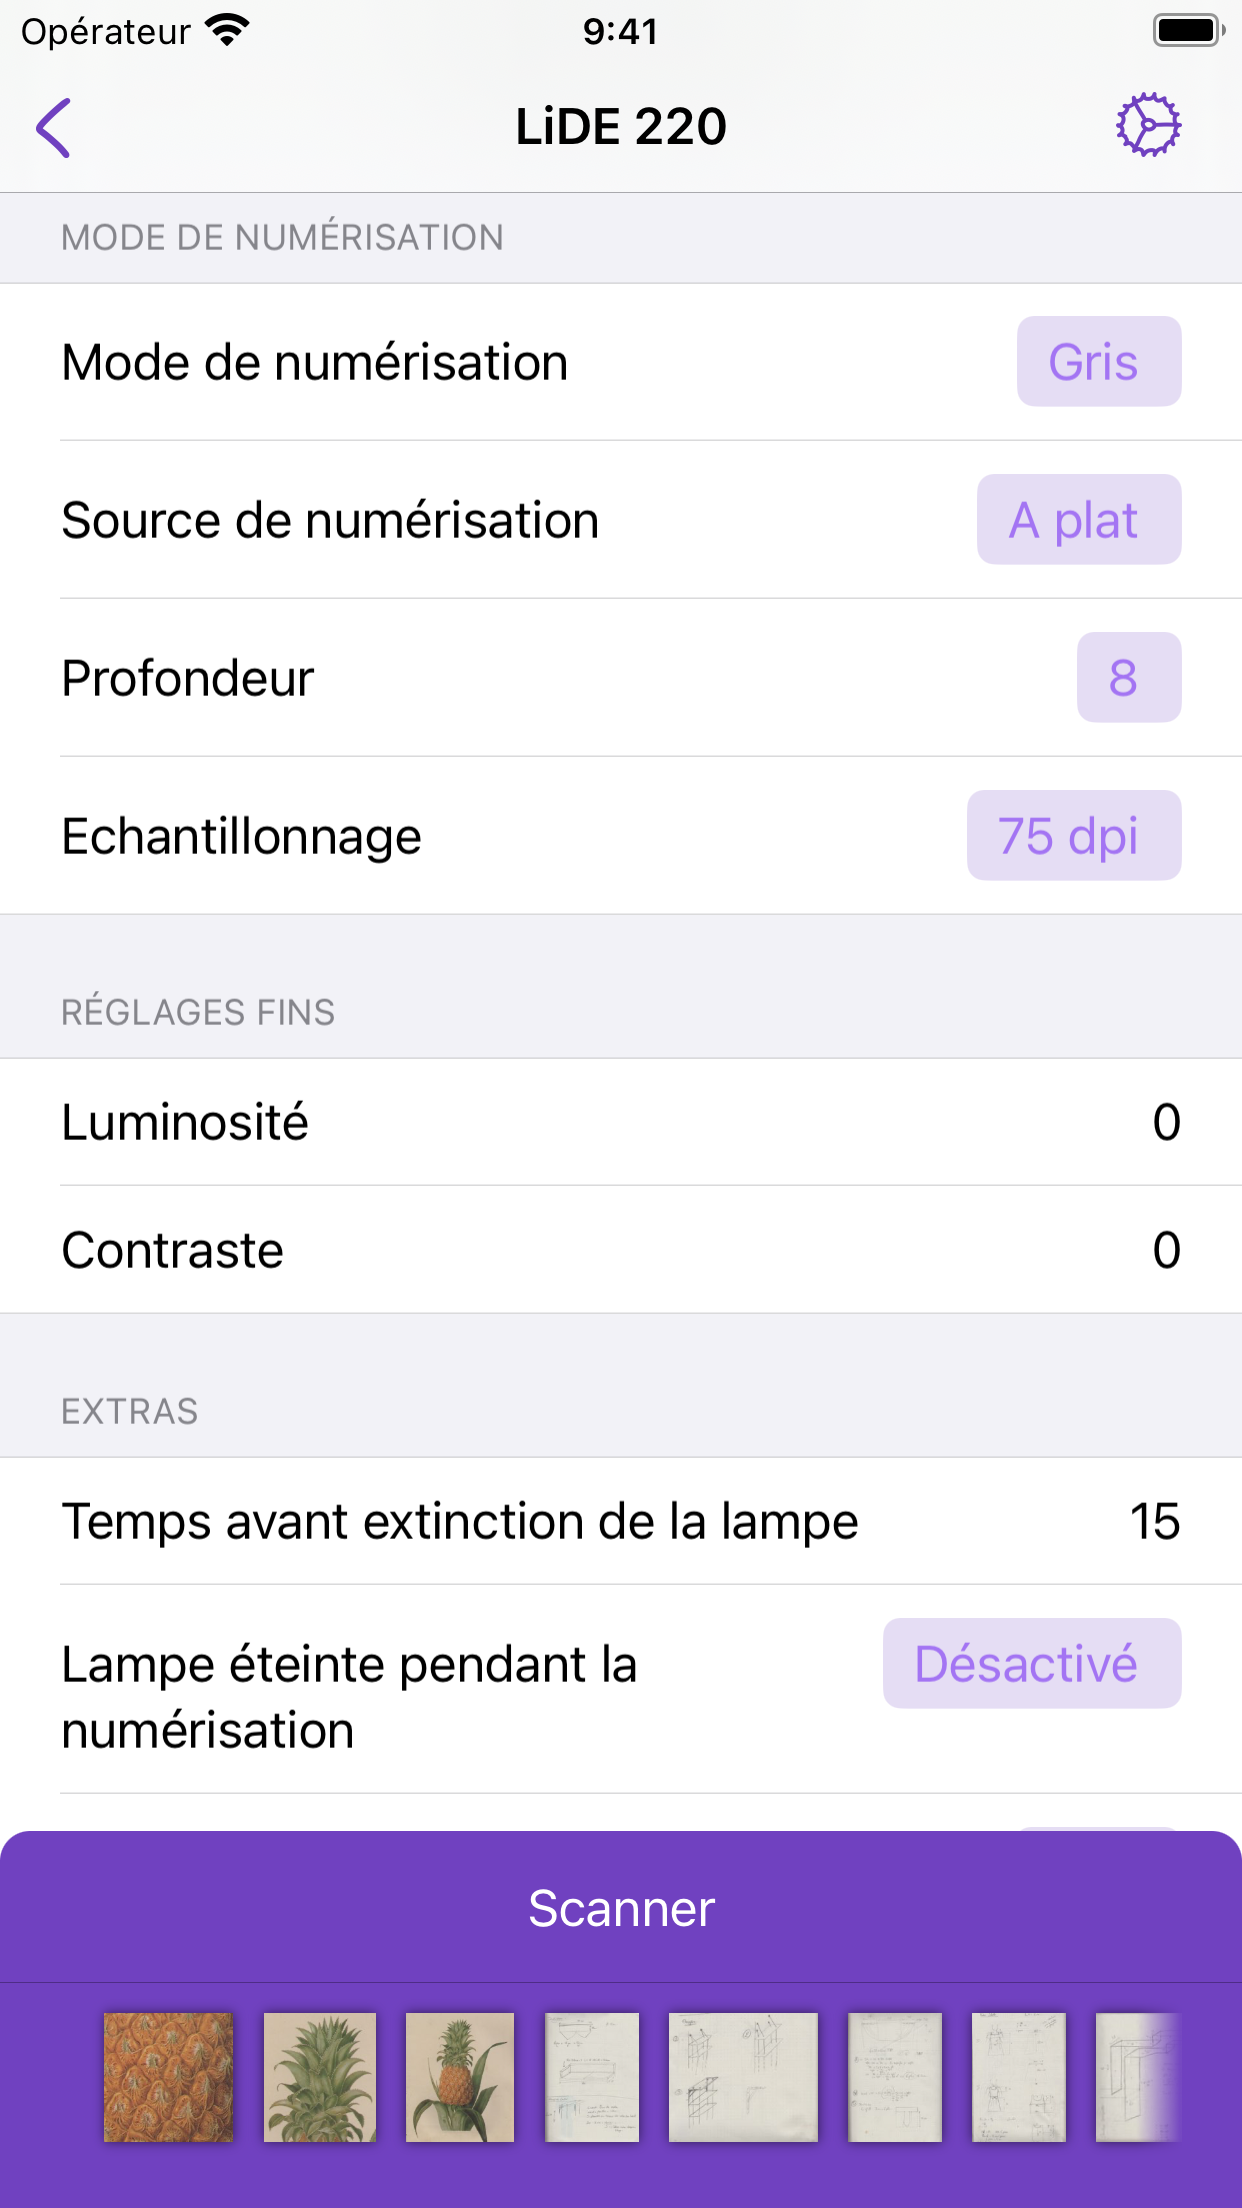 Opérateur 9:41
LiDE 220
MODE DE NUMÉRISATION
Mode de numérisation Gris
Source de numérisation A plat
Profondeur 8
Echantillonnage 75 dpi
RÉGLAGES FINS
Luminosité 0
Contraste 0
EXTRAS
Temps avant extinction de la lampe 15
Lampe éteinte pendant la Désactivé
numérisation
Scanner